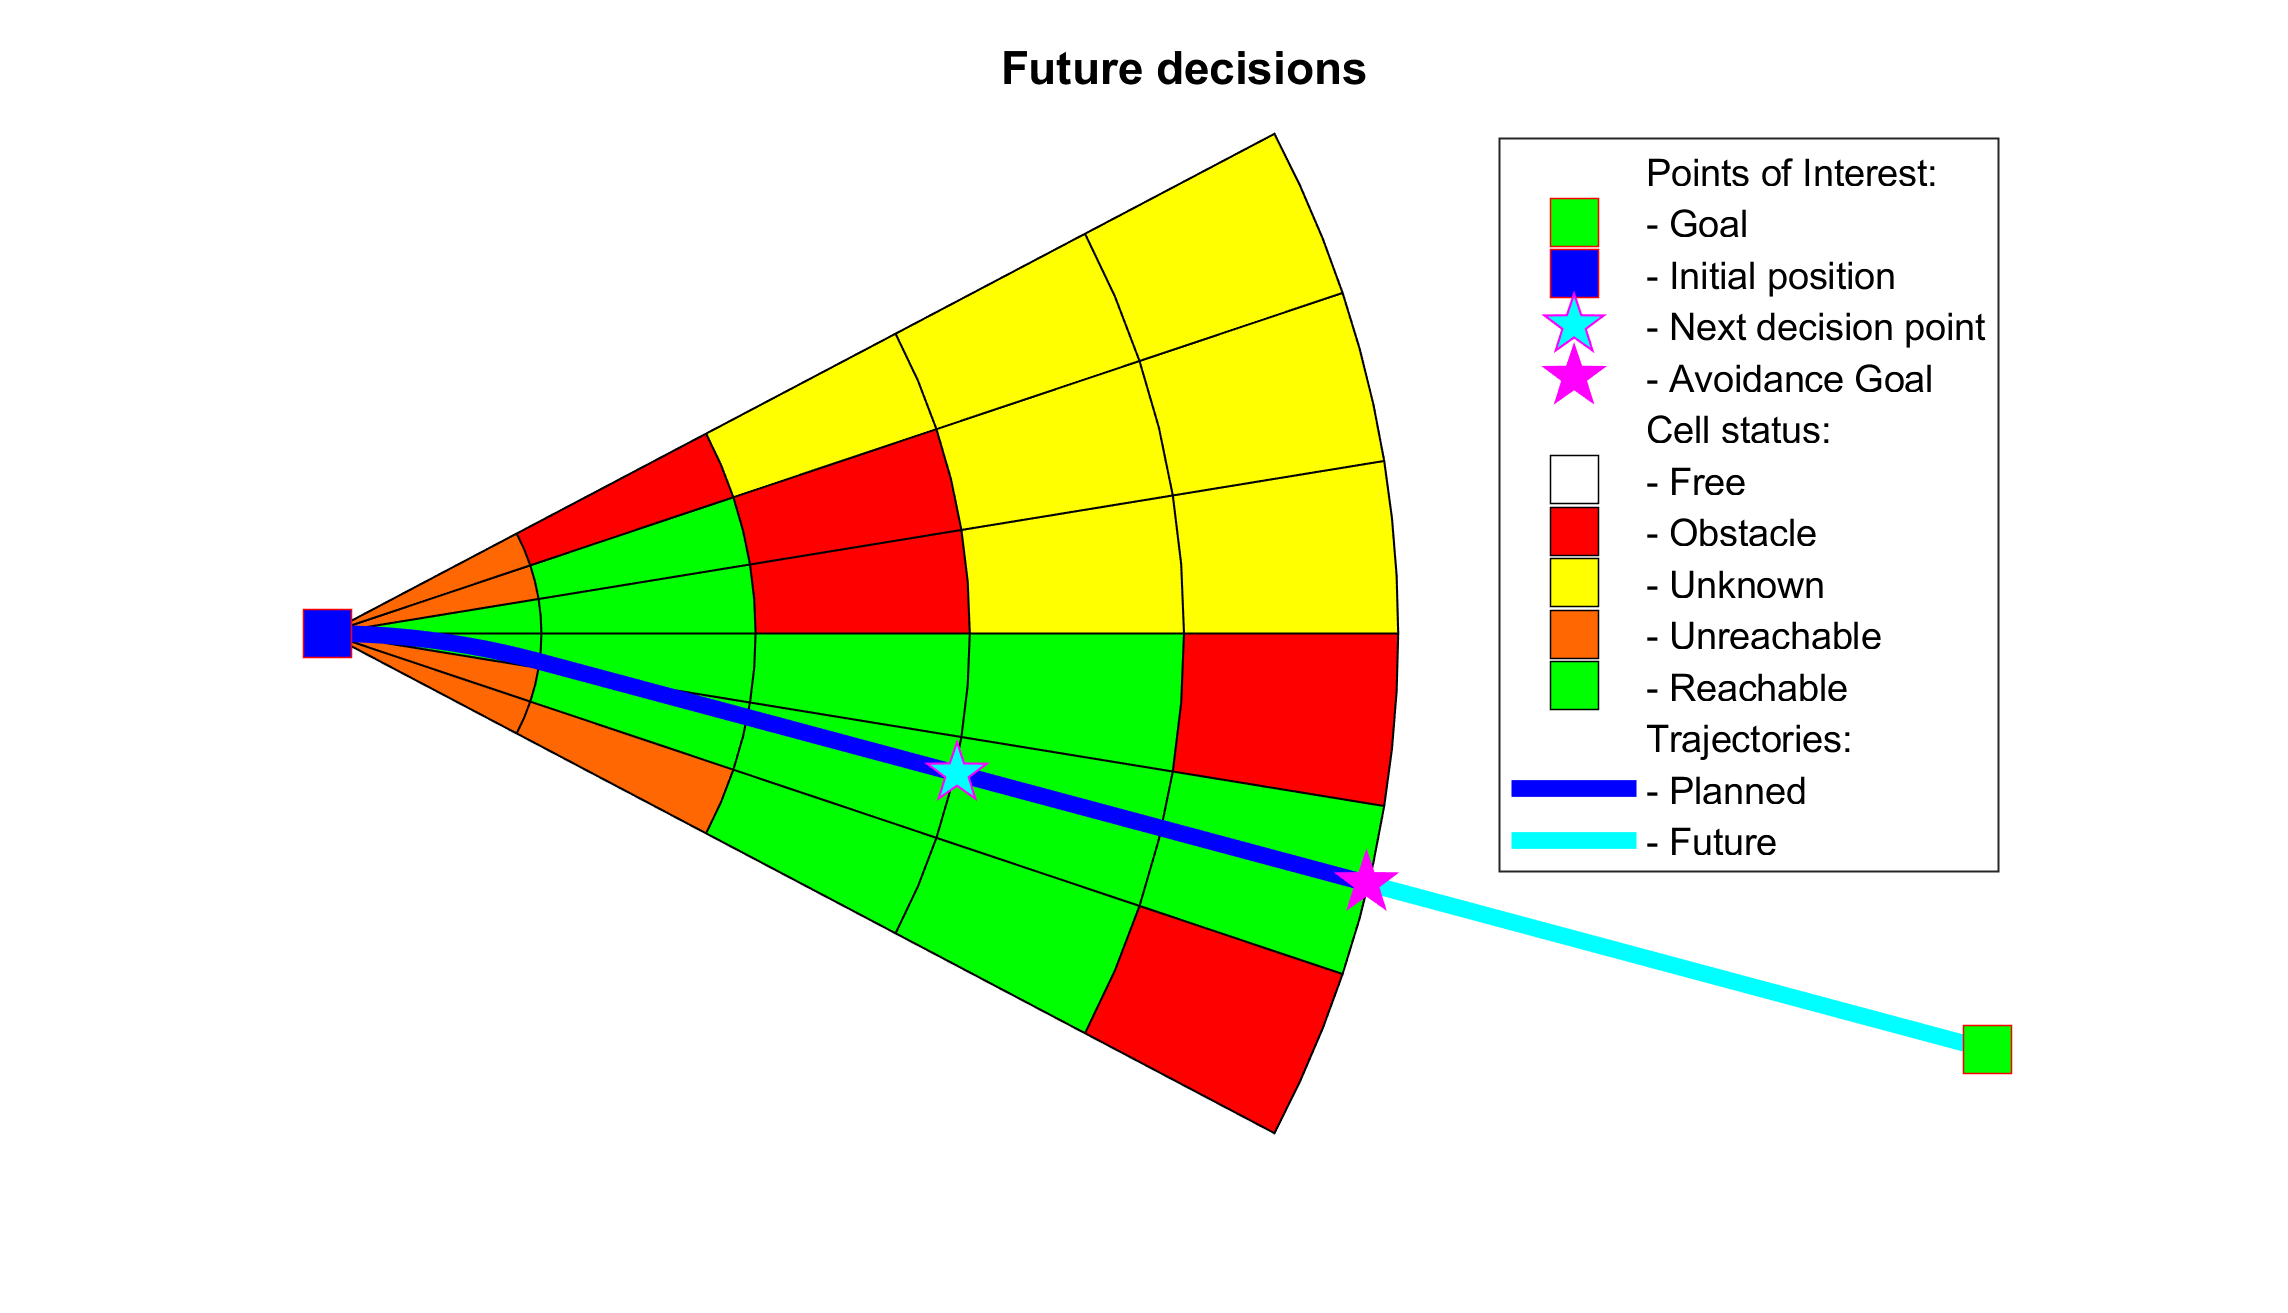 Future decisions
Points of Interest:
- Goal
- Initial position
- Next decision point
- Avoidance Goal
Cell status:
- Free
- Obstacle
- Unknown
- Unreachable
- Reachable
Trajectories:
- Planned
- Future